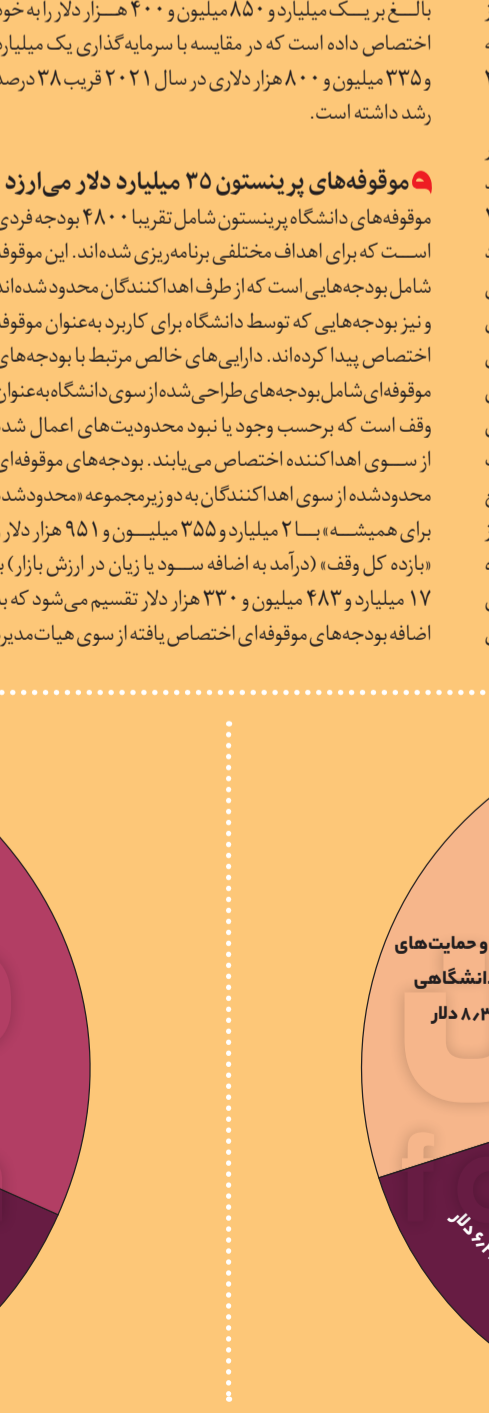 بالغ بر یک میلیارد و ۸۵۰ میلیون و ۴۰۰ هزار دلار را به خود
اختصاص داده است که در مقایسه با سرمایه‌گذاری یک میلیارد
و ۳۳۵ میلیون و ۸۰۰ هزار دلاری در سال ۲۰۲۱ قریب ۳۸ درصد
رشد داشته است.
موقوفه‌های پرینستون ۳۵ میلیارد دلار می‌ارزد
موقوفه‌های دانشگاه پرینستون شامل تقریبا ۴۸۰۰ بودجه فردی
است که برای اهداف مختلفی برنامه‌ریزی شده‌اند. این
شامل بودجه‌هایی است که از طرف اهداکنندگان محدود شده‌اند
و نیز بودجه‌هایی که توسط دانشگاه برای کاربرد به‌عنوان
اختصاص پیدا کرده‌اند. دارایی‌های خالص مرتبط با بودجه‌های
موقوفه‌ای شامل بودجه‌های طراحی‌شده از سوی دانشگاه به‌عنوان
وقف است که برحسب وجود یا نبود محدودیت‌های اعمال
از سوی اهداکننده اختصاص می‌یابند. بودجه‌های موقوفه‌ای
محدودشده از سوی اهداکنندگان به دو زیرمجموعه «
برای همیشه» با ۲ میلیارد و ۳۵۵ میلیون و ۹۵۱ هزار دلار
«بازده کل وقف» (درآمد به اضافه سود یا زیان در ارزش بازار)
۱۷ میلیارد و ۴۸۳ میلیون و ۳۳۰ هزار دلار تقسیم می‌شود که
اضافه بودجه‌های موقوفه‌ای اختصاص یافته از سوی
و حمایت‌های
دانشگاهی
دلار
دلار